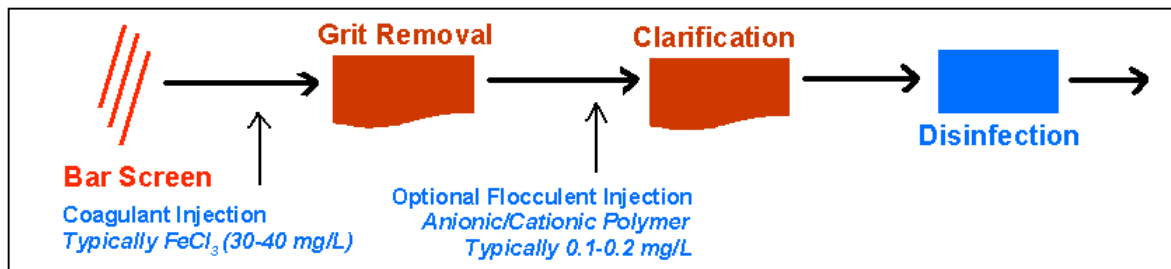 Grit Removal
Clarification
Bar Screen
Disinfection
Coagulant Injection
Typically FeCl₃ (30-40 mg/L)
Optional Flocculent Injection
Anionic/Cationic Polymer
Typically 0.1-0.2 mg/L